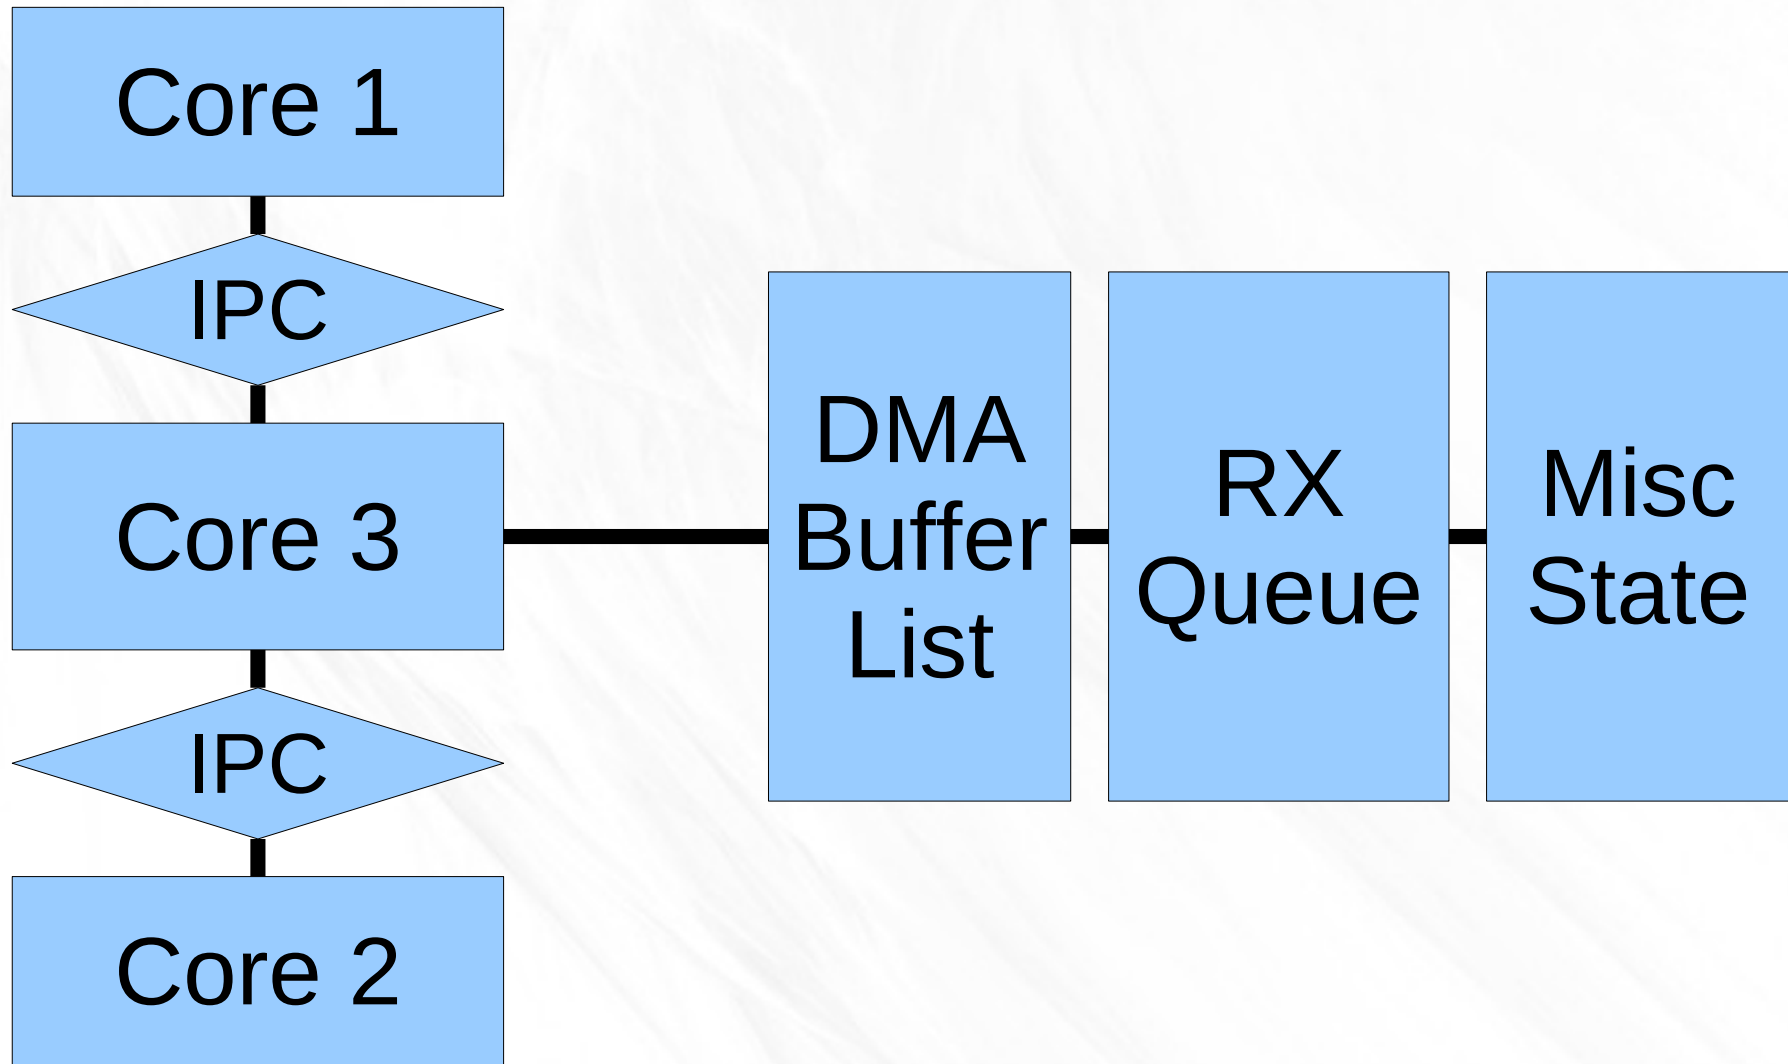 Core 1
IPC
Core 3
IPC
Core 2
DMA
Buffer
List
RX
Queue
Misc
State